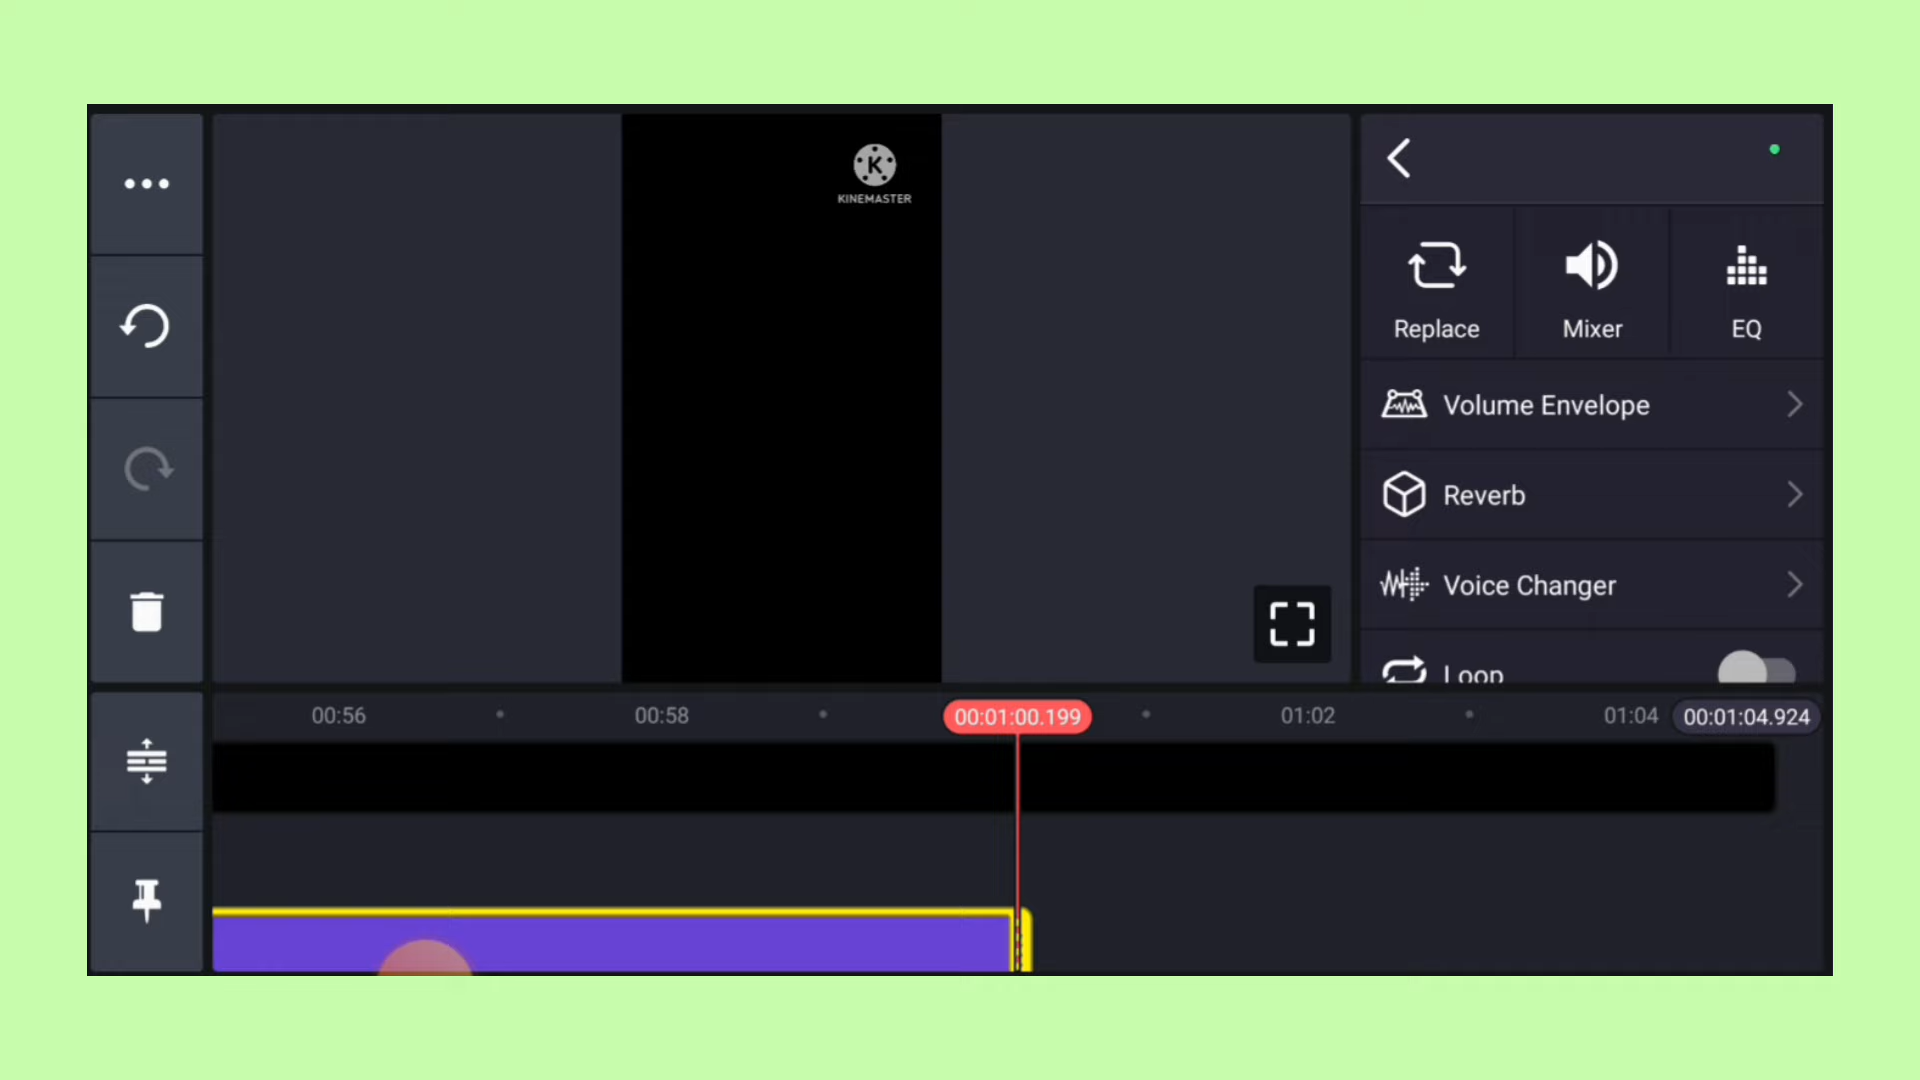 K
KINEMASTER
Replace
Mixer
EQ
Volume Envelope
Reverb
Voice Changer
Loop
00:56
00:58
00:01:00.199
01:02
01:04
00:01:04.924